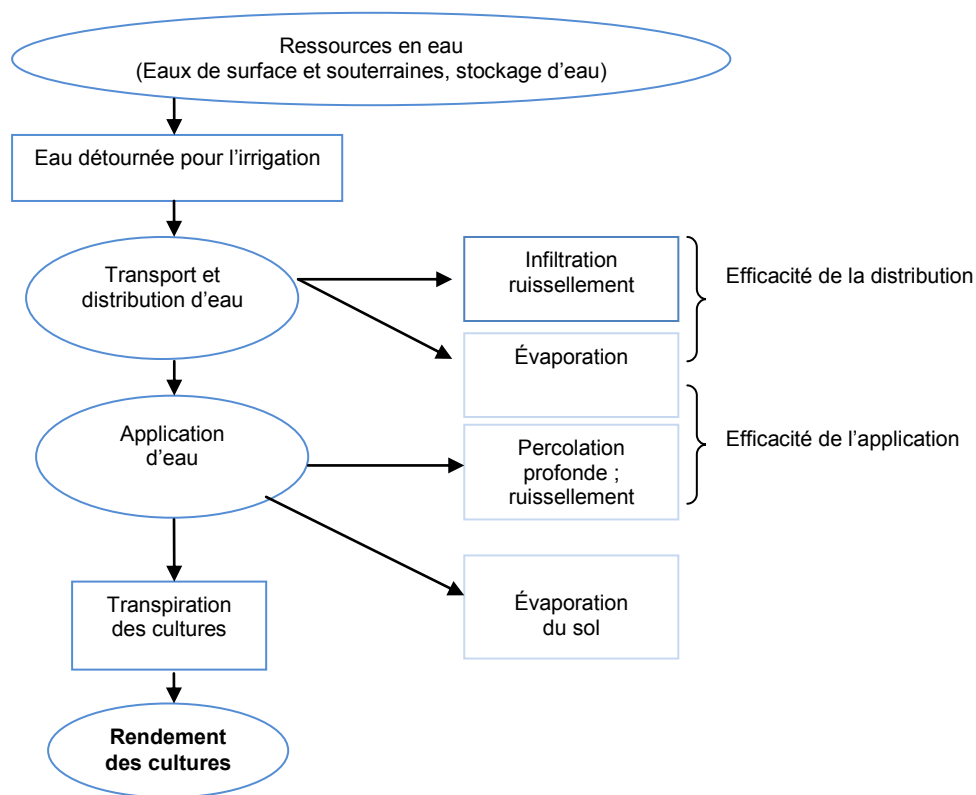 Ressources en eau
(Eaux de surface et souterraines, stockage d'eau)
Eau détournée pour l'irrigation
Transport et
distribution d'eau
Infiltration
ruissellement
Efficacité de la distribution
Évaporation
Application
d'eau
Percolation
profonde ;
ruissellement
Efficacité de l'application
Transpiration
des cultures
Évaporation
du sol
Rendement
des cultures